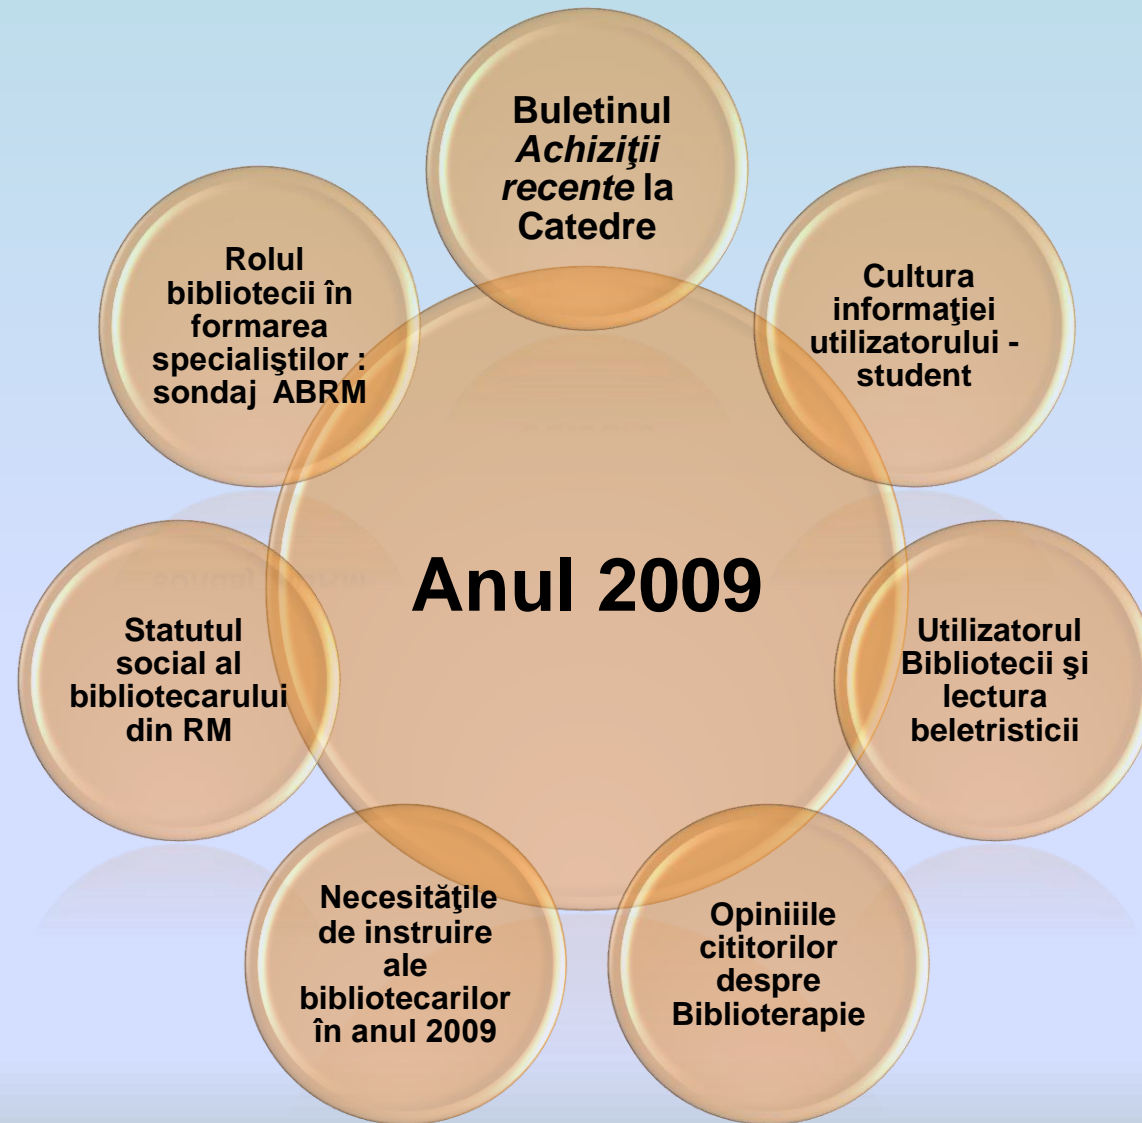 Buletinul
Achiziţii
recente la
Catedre
Cultura
informaţiei
utilizatorului -
student
Utilizatorul
Bibliotecii şi
lectura
beletristicii
Opiniiile
cititorilor
despre
Biblioterapie
Necesităţile
de instruire
ale
bibliotecarilor
în anul 2009
Statutul
social al
bibliotecarului
din RM
Rolul
bibliotecii în
formarea
specialiştilor :
sondaj ABRM
Anul 2009